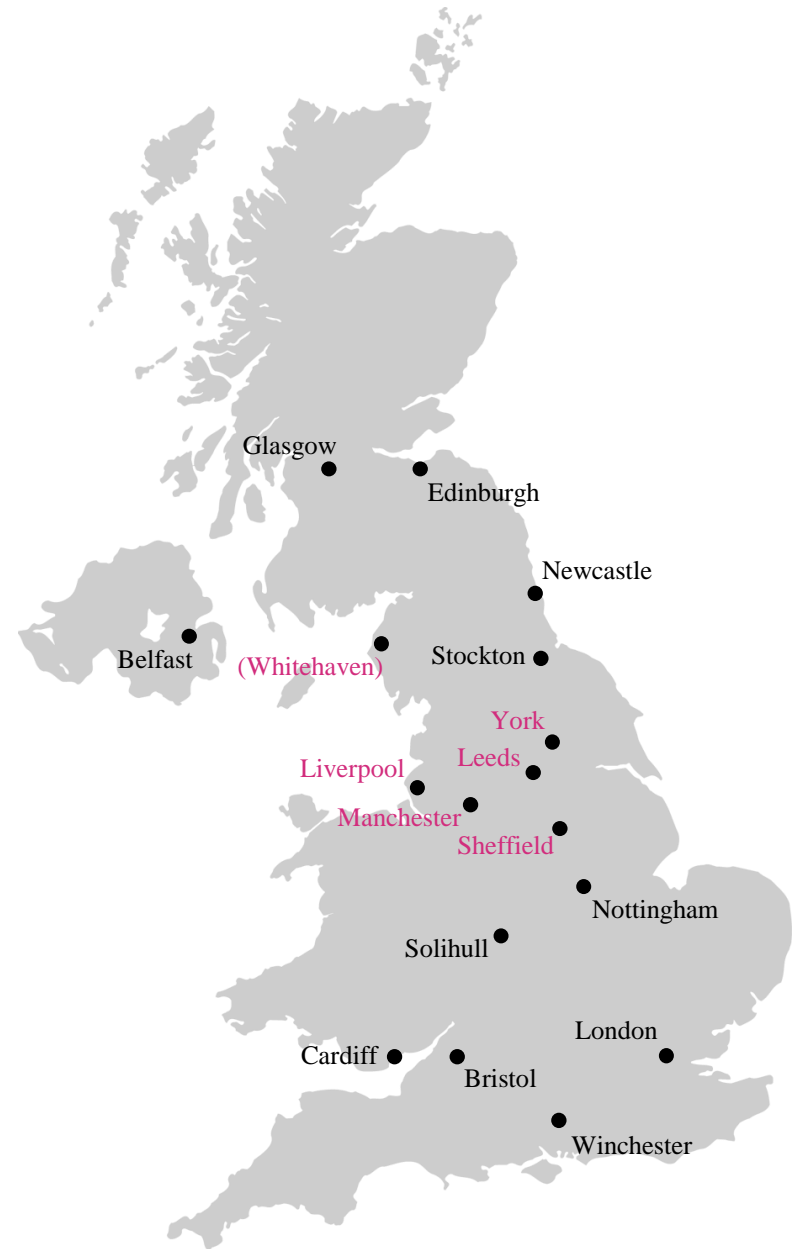 Glasgow
Edinburgh
Newcastle
Belfast
(Whitehaven)
Stockton
York
Leeds
Liverpool
Manchester
Sheffield
Nottingham
Solihull
London
Cardiff
Bristol
Winchester